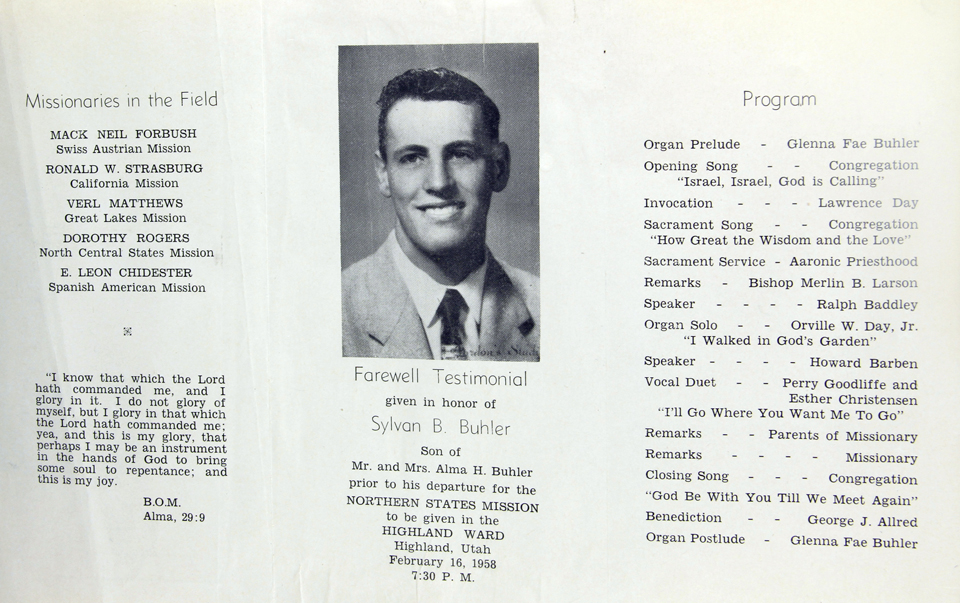 Missionaries in the Field
MACK NEIL FORBUSH
Swiss Austrian Mission
RONALD W. STRASBURG
California Mission
VERL MATTHEWS
Great Lakes Mission
DOROTHY ROGERS
North Central States Mission
E. LEON CHIDESTER
Spanish American Mission
"I know that which the Lord
hath commanded me, and I
glory in it. I do not glory of
myself, but I glory in that which
the Lord hath commanded me;
yea, and this is my glory, that
perhaps I may be an instrument
in the hands of God to bring
some soul to repentance; and
this is my joy.
B.O.M.
Alma, 29:9
Farewell Testimonial
given in honor of
Sylvan B. Buhler
Son of
Mr. and Mrs. Alma H. Buhler
prior to his departure for the
NORTHERN STATES MISSION
to be given in the
HIGHLAND WARD
Highland, Utah
February 16, 1958
7:30 P. M.
Program
Organ Prelude - Glenna Fae Buhler
Opening Song - - Congregation
"Israel, Israel, God is Calling"
Invocation - - - Lawrence Day
Sacrament Song - - Congregation
"How Great the Wisdom and the Love"
Sacrament Service - Aaronic Priesthood
Remarks - Bishop Merlin B. Larson
Speaker - - - - Ralph Baddley
Organ Solo - - Orville W. Day, Jr.
"I Walked in God's Garden"
Speaker - - - - Howard Barben
Vocal Duet - - Perry Goodliffe and
Esther Christensen
"I'll Go Where You Want Me To Go"
Remarks - - Parents of Missionary
Remarks - - - - Missionary
Closing Song - - - Congregation
"God Be With You Till We Meet Again"
Benediction - - George J. Allred
Organ Postlude - Glenna Fae Buhler